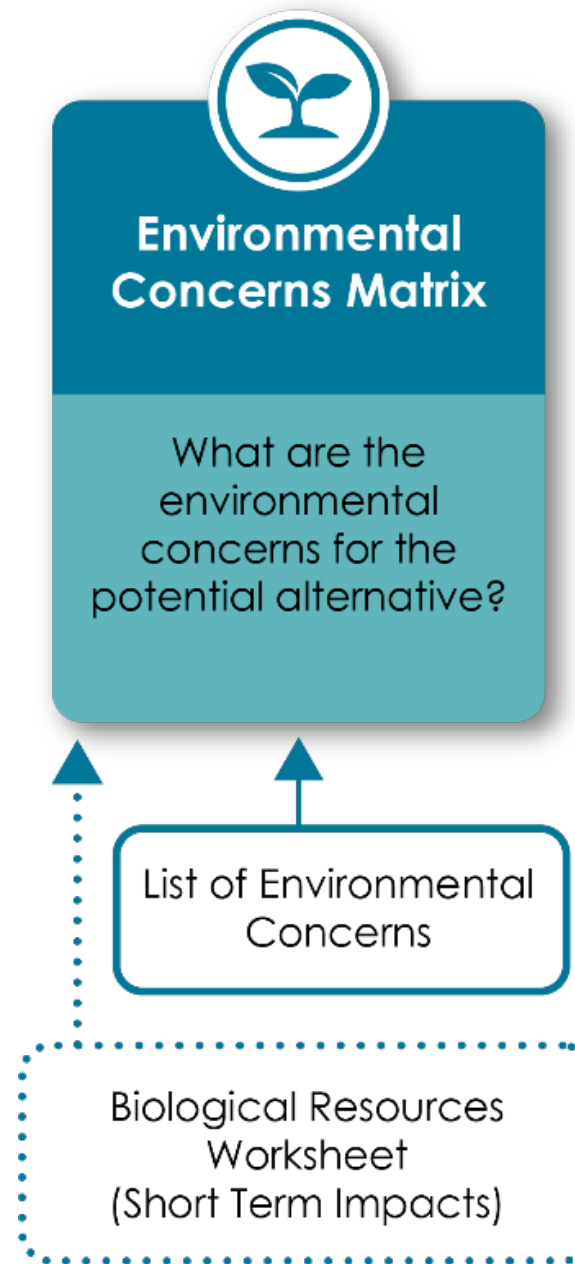 Environmental
Concerns Matrix
What are the
environmental
concerns for the
potential alternative?
List of Environmental
Concerns
Biological Resources
Worksheet
(Short Term Impacts)